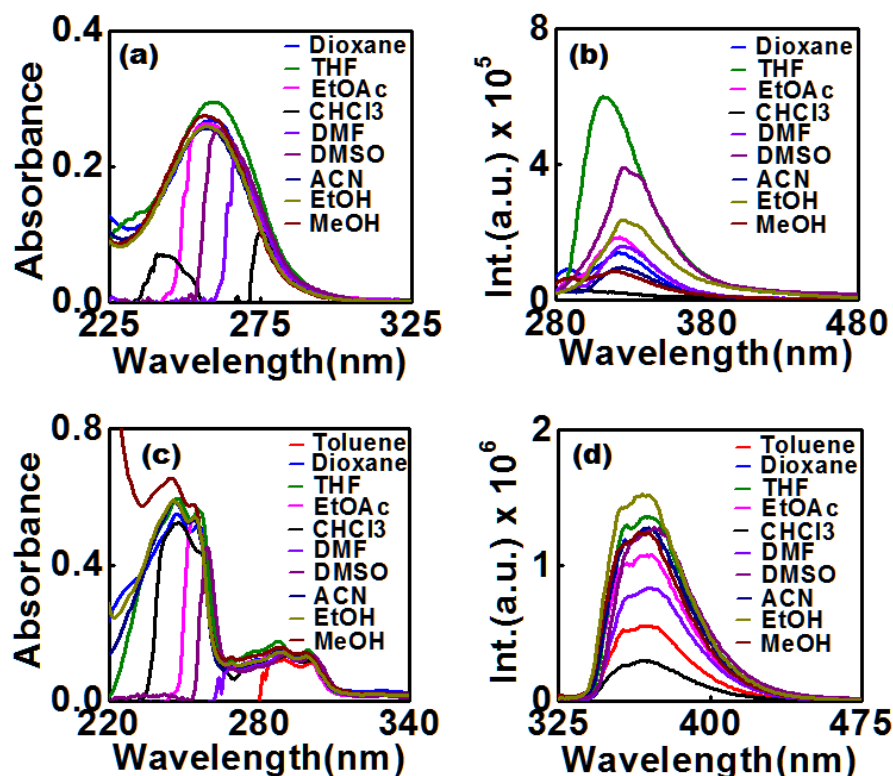 (a)
Absorbance
0.4
0.2
0.0
225 275 325
Wavelength(nm)
Dioxane
THF
EtOAc
CHCl3
DMF
DMSO
ACN
EtOH
MeOH
(b)
Int.(a.u.) x 10^5
8
4
0
280 380 480
Wavelength(nm)
Dioxane
THF
EtOAc
CHCl3
DMF
DMSO
ACN
EtOH
MeOH
(c)
Absorbance
0.8
0.4
0.0
220 280 340
Wavelength(nm)
Toluene
Dioxane
THF
EtOAc
CHCl3
DMF
DMSO
ACN
EtOH
MeOH
(d)
Int.(a.u.) x 10^6
2
1
0
325 400 475
Wavelength(nm)
Toluene
Dioxane
THF
EtOAc
CHCl3
DMF
DMSO
ACN
EtOH
MeOH